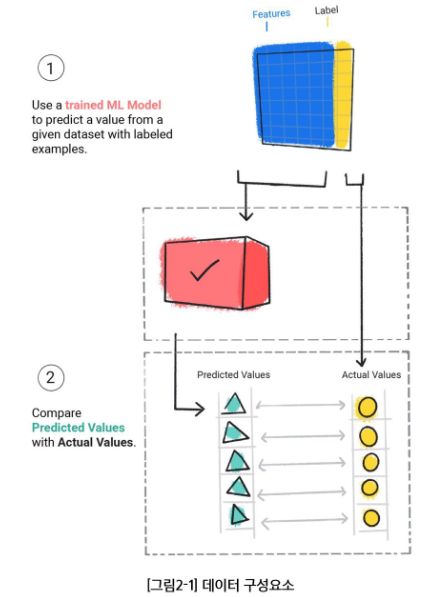 Features
Label
1
Use a trained ML Model
to predict a value from a
given dataset with labeled
examples.
2
Compare
Predicted Values
with Actual Values.
Predicted Values
Actual Values
[그림2-1] 데이터 구성요소